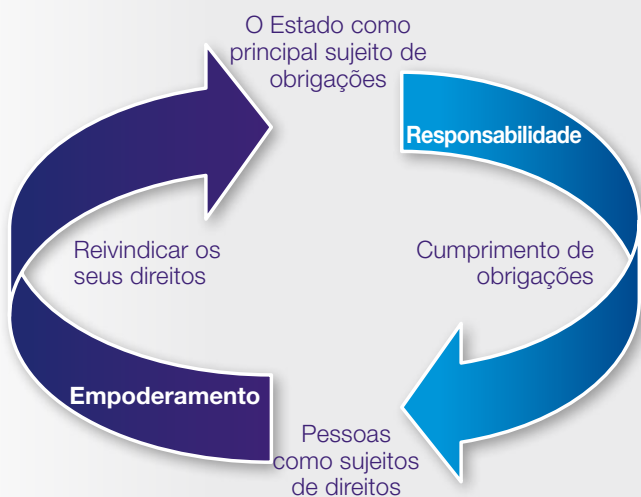 O Estado como
principal sujeito de
obrigações
Responsabilidade
Reivindicar os
seus direitos
Cumprimento de
obrigações
Empoderamento
Pessoas
como sujeitos
de direitos